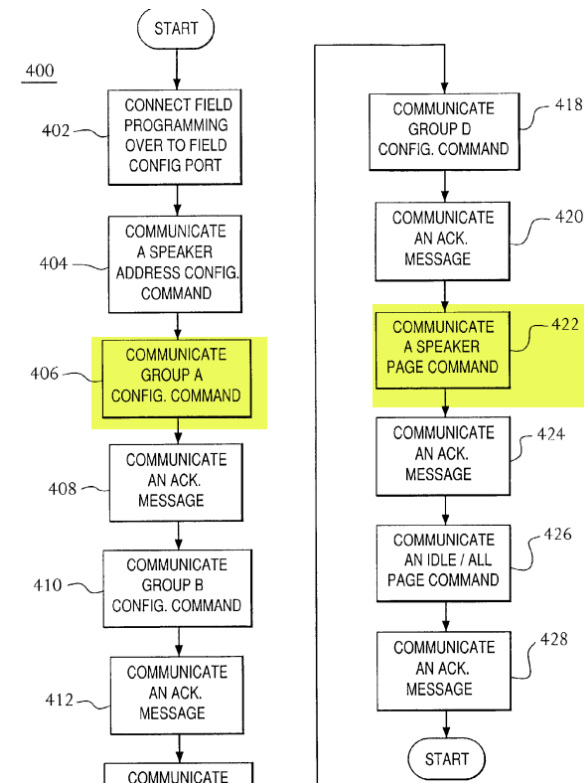 START
400
402
CONNECT FIELD
PROGRAMMING
OVER TO FIELD
CONFIG PORT
404
COMMUNICATE
A SPEAKER
ADDRESS CONFIG.
COMMAND
406
COMMUNICATE
GROUP A
CONFIG. COMMAND
408
COMMUNICATE
AN ACK.
MESSAGE
410
COMMUNICATE
GROUP B
CONFIG. COMMAND
412
COMMUNICATE
AN ACK.
MESSAGE
COMMUNICATE
COMMUNICATE
GROUP D
CONFIG. COMMAND
418
COMMUNICATE
AN ACK.
MESSAGE
420
COMMUNICATE
A SPEAKER
PAGE COMMAND
422
COMMUNICATE
AN ACK.
MESSAGE
424
COMMUNICATE
AN IDLE / ALL
PAGE COMMAND
426
COMMUNICATE
AN ACK.
MESSAGE
428
START